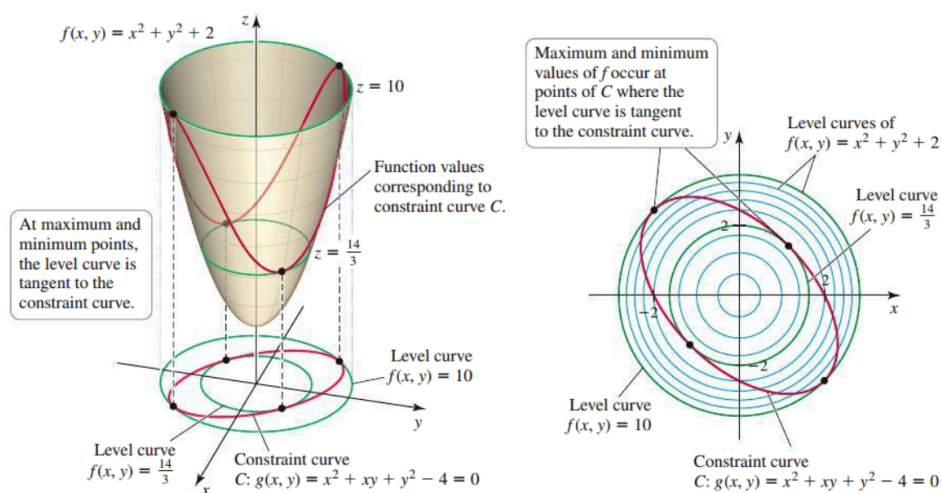 f(x, y) = x² + y² + 2
z
z = 10
Function values
corresponding to
constraint curve C.
At maximum and
minimum points,
the level curve is
tangent to the
constraint curve.
z = 14/3
Level curve
f(x, y) = 10
y
Level curve
f(x, y) = 14/3
x
Constraint curve
C: g(x, y) = x² + xy + y² − 4 = 0
Maximum and minimum
values of f occur at
points of C where the
level curve is tangent
to the constraint curve.
y
Level curves of
f(x, y) = x² + y² + 2
Level curve
f(x, y) = 14/3
2
2
x
−2
−2
Level curve
f(x, y) = 10
Constraint curve
C: g(x, y) = x² + xy + y² − 4 = 0